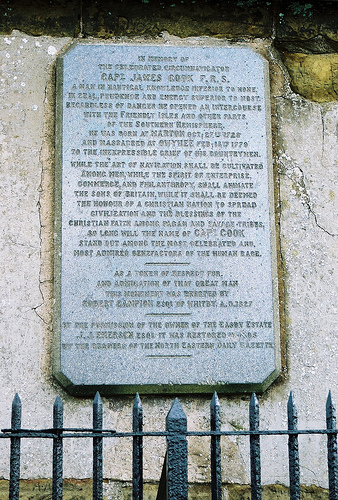 IN MEMORY OF
THE CELEBRATED CIRCUMNAVIGATOR
CAPT JAMES COOK F.R.S.
A MAN IN NAUTICAL KNOWLEDGE INFERIOR TO NONE,
IN ZEAL, PRUDENCE AND ENERGY SUPERIOR TO MOST.
REGARDLESS OF DANGER HE OPENED AN INTERCOURSE
WITH THE FRIENDLY ISLES AND OTHER PARTS
OF THE SOUTHERN HEMISPHERE.
HE WAS BORN AT MARTON OCT. 27TH 1728
AND MASSACRED AT OWYHEE FEB. 14TH 1779
TO THE INEXPRESSIBLE GRIEF OF HIS COUNTRYMEN.
WHILE THE ART OF NAVIGATION SHALL BE CULTIVATED
AMONG MEN, WHILE THE SPIRIT OF ENTERPRISE,
COMMERCE, AND PHILANTHROPY, SHALL ANIMATE
THE SONS OF BRITAIN, WHILE IT SHALL BE DEEMED
THE HONOUR OF A CHRISTIAN NATION TO SPREAD
CIVILIZATION AND THE BLESSINGS OF THE
CHRISTIAN FAITH AMONG PAGAN AND SAVAGE TRIBES,
SO LONG WILL THE NAME OF CAPT COOK
STAND OUT AMONG THE MOST CELEBRATED AND,
MOST ADMIRED BENEFACTORS OF THE HUMAN RACE.
AS A TOKEN OF RESPECT FOR,
AND ADMIRATION OF THAT GREAT MAN
THIS MONUMENT WAS ERECTED BY
ROBERT CAMPION ESQR OF WHITBY. A.D. 1827
BY THE PERMISSION OF THE OWNER OF THE EASBY ESTATE
J.J. EMERSON ESQR. IT WAS RESTORED IN 1895
BY THE READERS OF THE NORTH EASTERN DAILY GAZETTE.